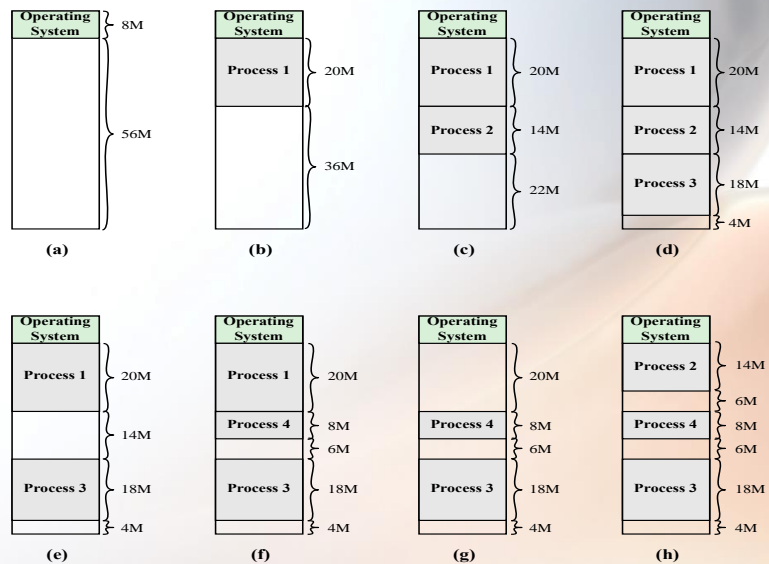 Operating
System
8M
56M
(a)
Operating
System
Process 1
20M
36M
(b)
Operating
System
Process 1
20M
Process 2
14M
22M
(c)
Operating
System
Process 1
20M
Process 2
14M
Process 3
18M
4M
(d)
Operating
System
Process 1
20M
14M
Process 3
18M
4M
(e)
Operating
System
Process 1
20M
Process 4
8M
6M
Process 3
18M
4M
(f)
Operating
System
20M
Process 4
8M
6M
Process 3
18M
4M
(g)
Operating
System
Process 2
14M
6M
Process 4
8M
6M
Process 3
18M
4M
(h)